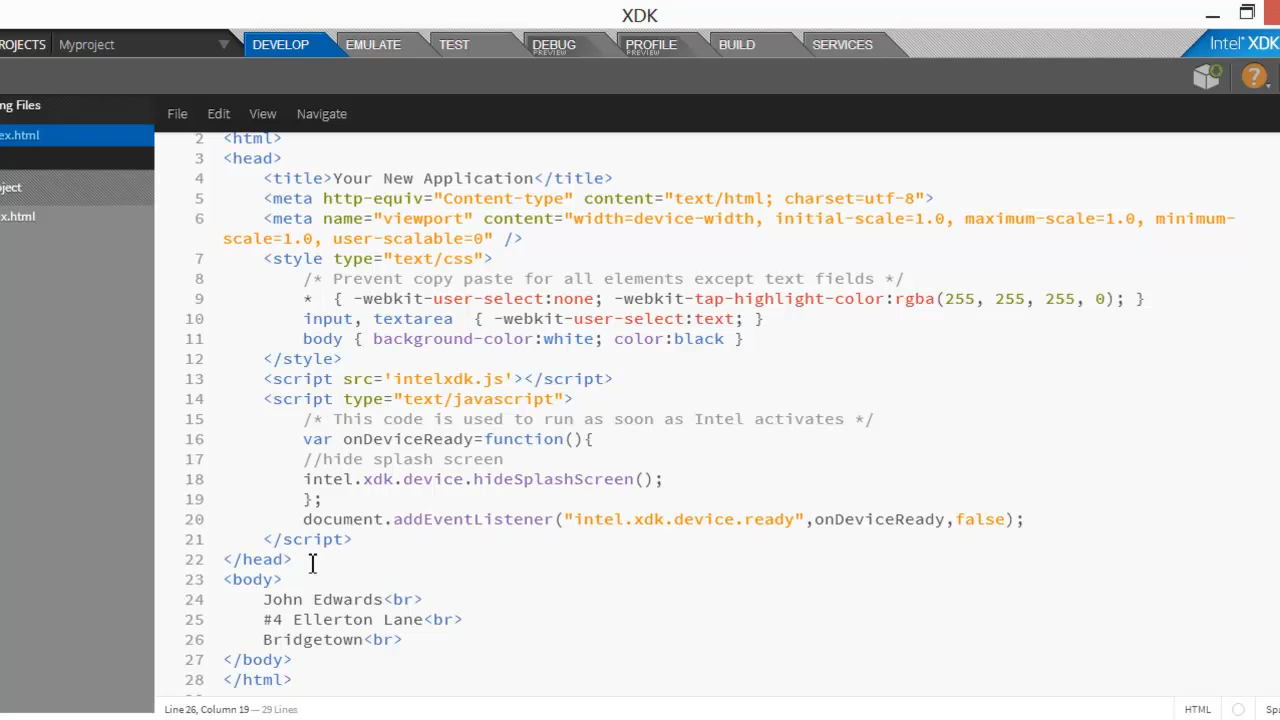 XDK
ROJECTS Myproject DEVELOP EMULATE TEST DEBUG PREVIEW PROFILE PREVIEW BUILD SERVICES Intel® XDK
?
ng Files
File Edit View Navigate
ex.html
oject
x.html
2 <html>
3 <head>
4 <title>Your New Application</title>
5 <meta http-equiv="Content-type" content="text/html; charset=utf-8">
6 <meta name="viewport" content="width=device-width, initial-scale=1.0, maximum-scale=1.0, minimum-
scale=1.0, user-scalable=0" />
7 <style type="text/css">
8 /* Prevent copy paste for all elements except text fields */
9 * { -webkit-user-select:none; -webkit-tap-highlight-color:rgba(255, 255, 255, 0); }
10 input, textarea { -webkit-user-select:text; }
11 body { background-color:white; color:black }
12 </style>
13 <script src='intelxdk.js'></script>
14 <script type="text/javascript">
15 /* This code is used to run as soon as Intel activates */
16 var onDeviceReady=function(){
17 //hide splash screen
18 intel.xdk.device.hideSplashScreen();
19 };
20 document.addEventListener("intel.xdk.device.ready",onDeviceReady,false);
21 </script>
22 </head>
23 <body>
24 John Edwards<br>
25 #4 Ellerton Lane<br>
26 Bridgetown<br>
27 </body>
28 </html>
Line 26, Column 19 — 29 Lines
HTML
Spa